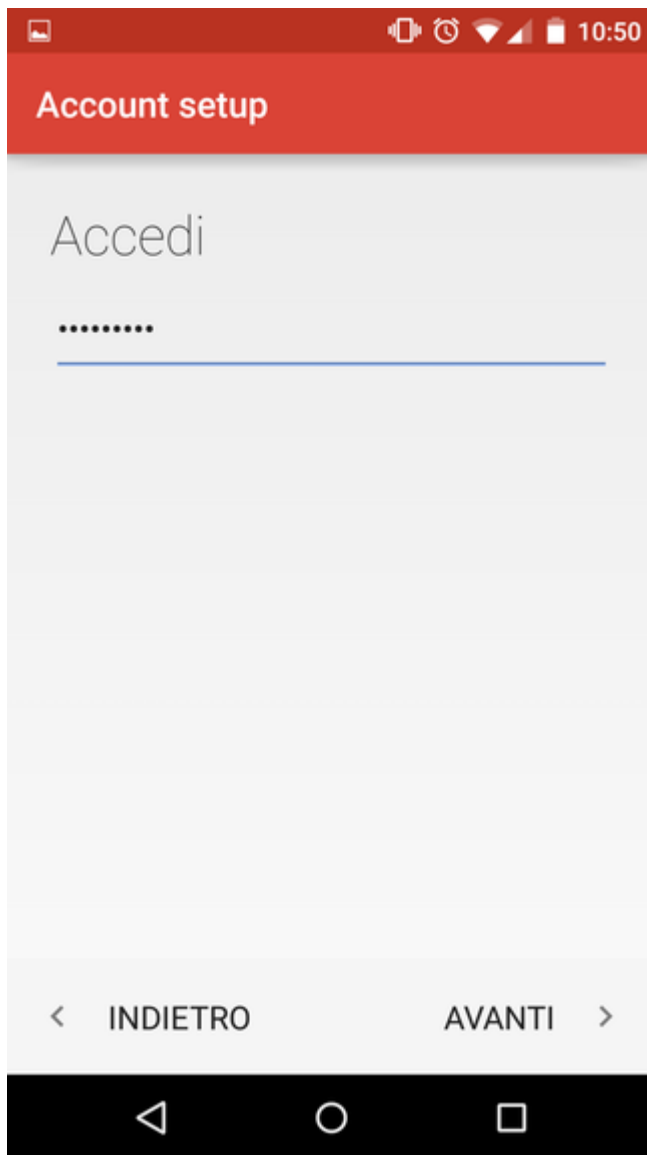 10:50
Account setup
Accedi
•••••••••
INDIETRO AVANTI